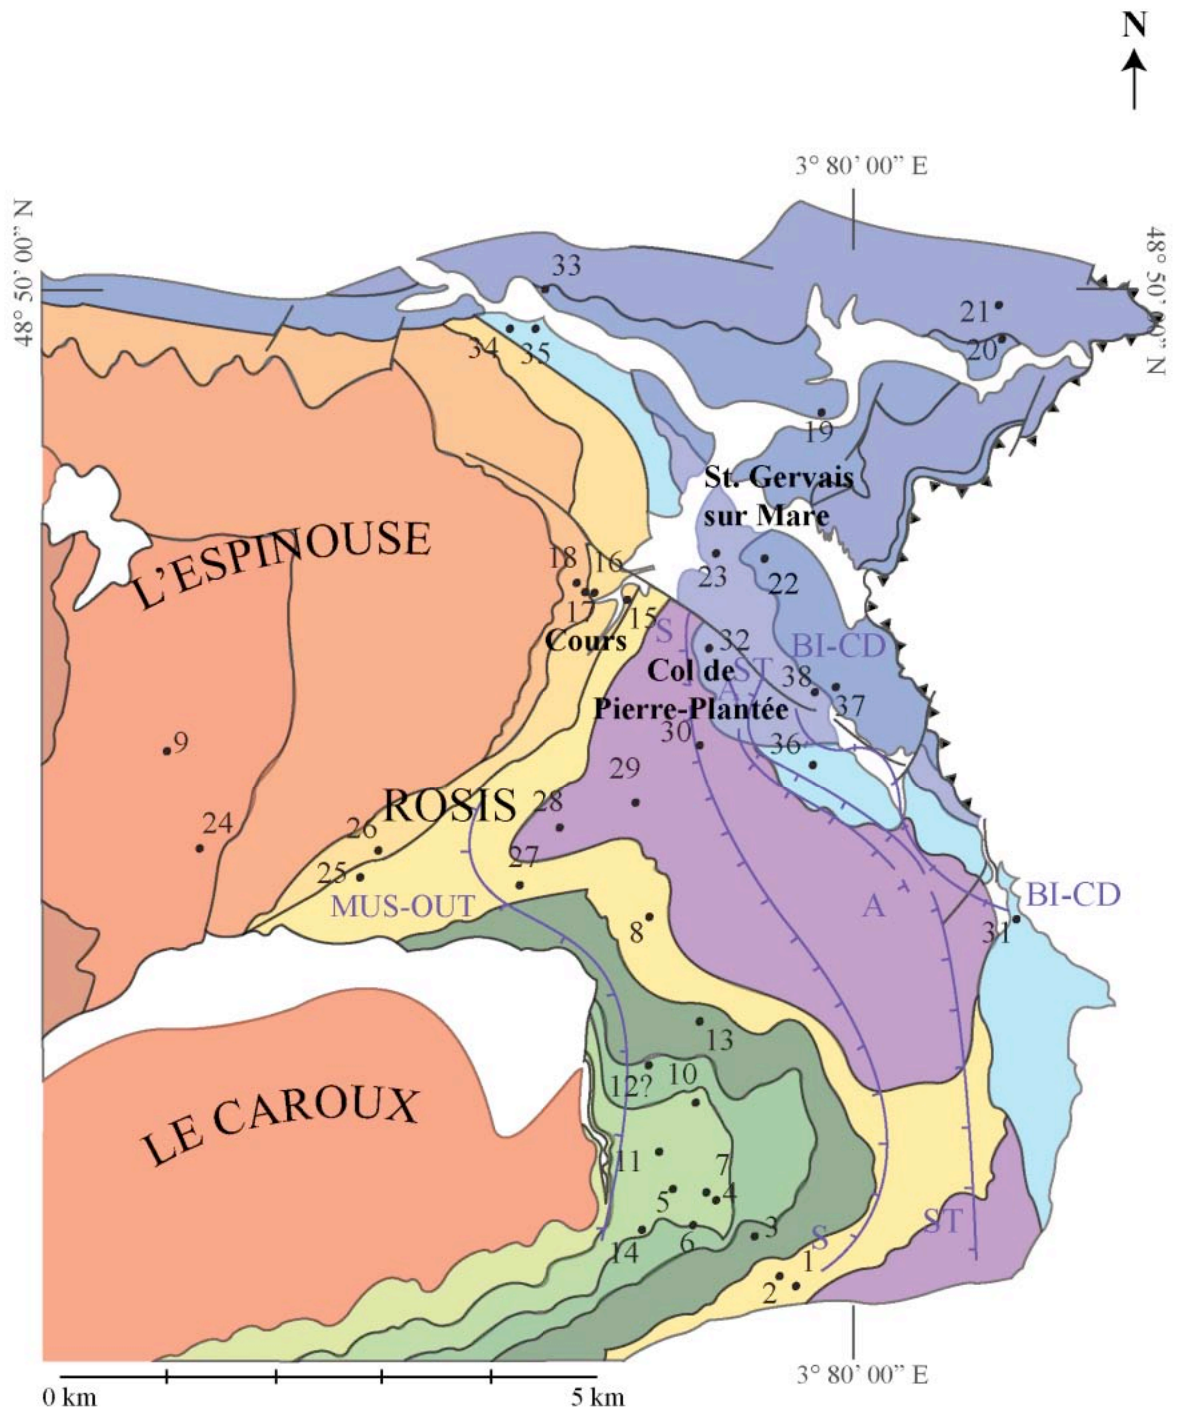 N
3° 80' 00" E
48° 50' 00" N
48° 50' 00" N
33
21
20
34
35
19
St. Gervais
sur Mare
L'ESPINOUSE
18
16
23
22
17
15
Cours
S
32
BI-CD
Col de
ST
A
38
Pierre-Plantée
37
30
36
9
29
ROSIS
28
24
26
27
25
MUS-OUT
A
BI-CD
8
31
13
12?
10
LE CAROUX
11
7
5
4
14
6
3
S
ST
1
2
3° 80' 00" E
0 km
5 km